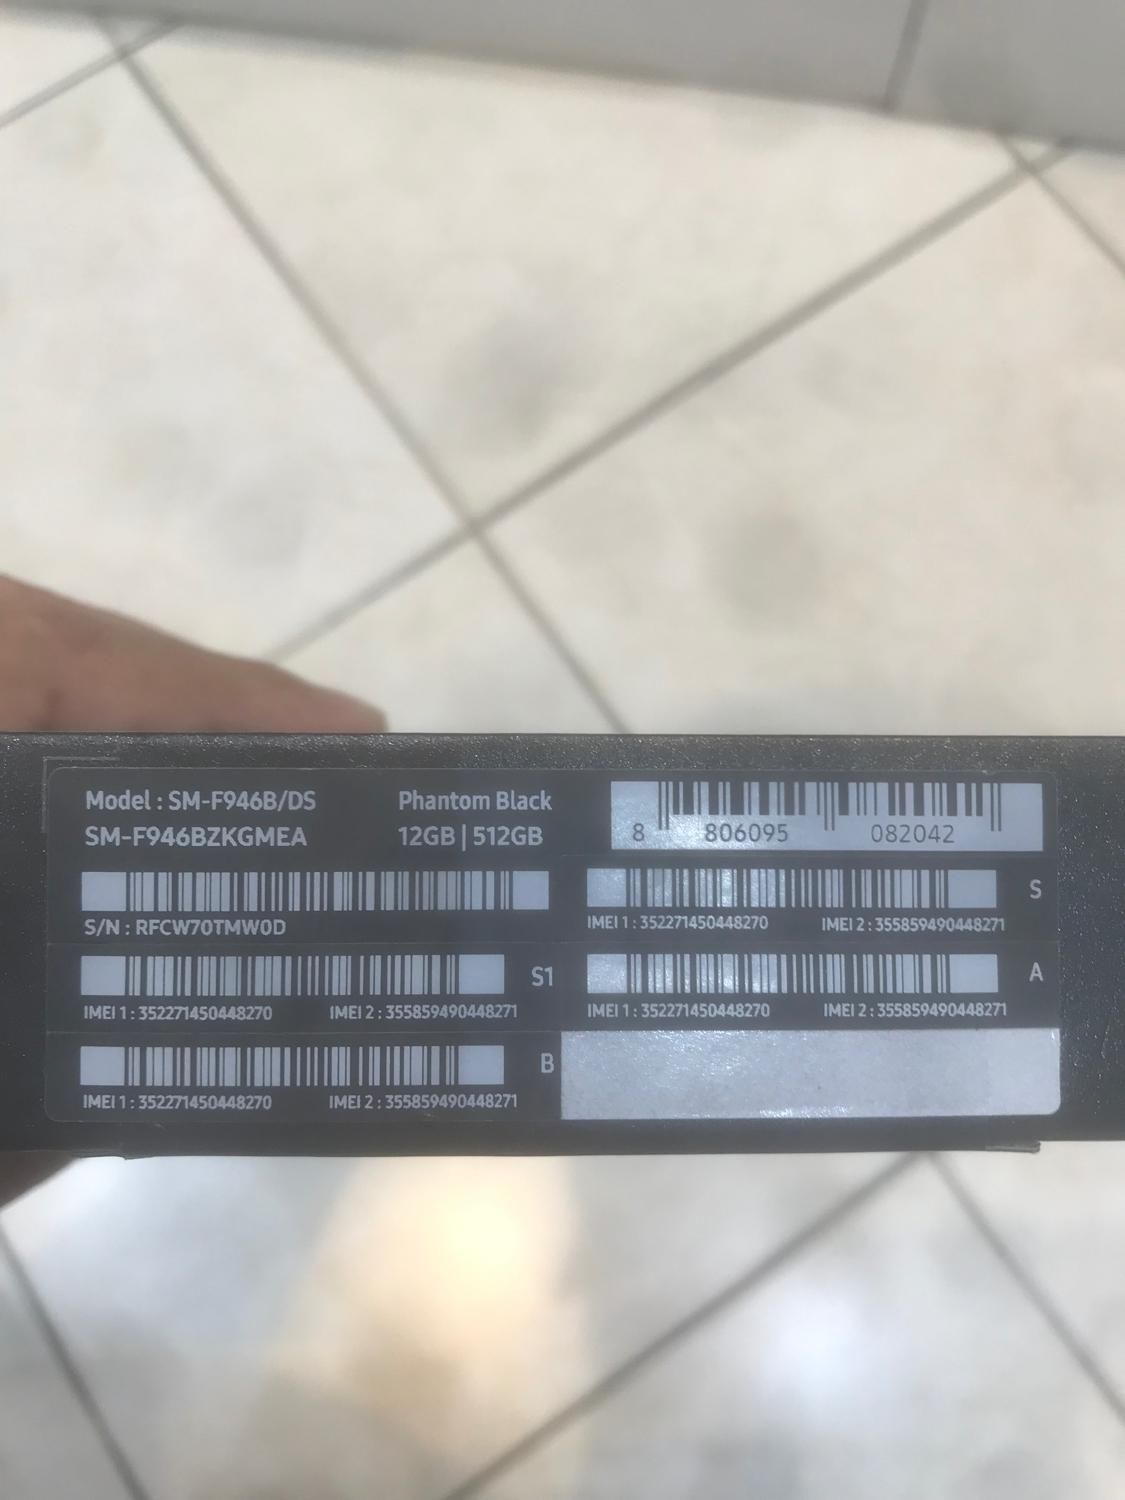 Model : SM-F946B/DS
SM-F946BZKGMEA
Phantom Black
12GB | 512GB
8 806095 082042
S/N : RFCW70TMW0D
IMEI 1 : 352271450448270 IMEI 2 : 355859490448271
S
IMEI 1 : 352271450448270 IMEI 2 : 355859490448271
S1
IMEI 1 : 352271450448270 IMEI 2 : 355859490448271
A
IMEI 1 : 352271450448270 IMEI 2 : 355859490448271
B